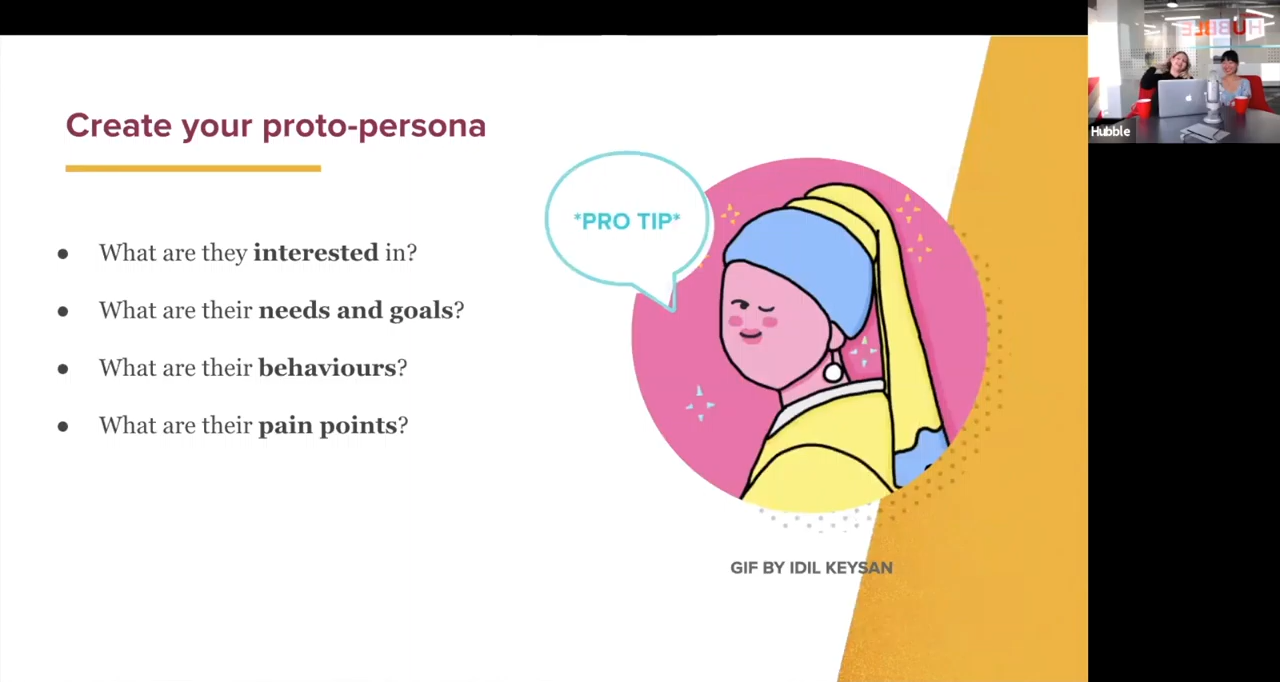 Create your proto-persona
● What are they interested in?
● What are their needs and goals?
● What are their behaviours?
● What are their pain points?
*PRO TIP*
GIF BY IDIL KEYSAN
HUBBLE
Hubble